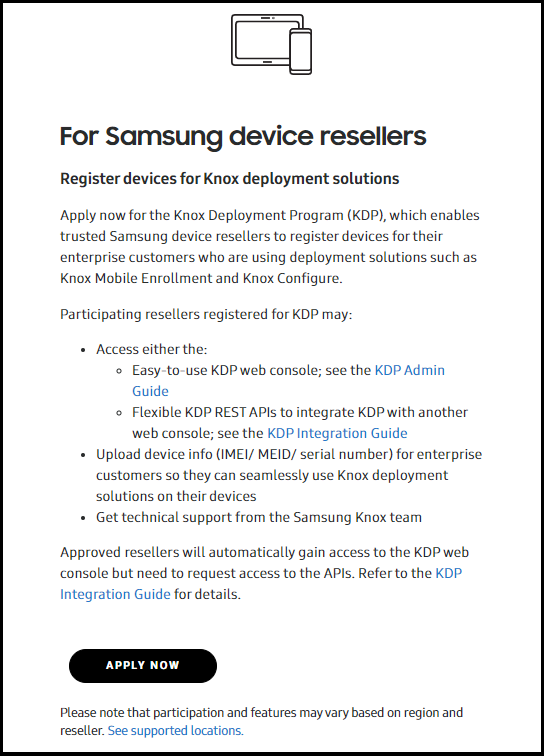 For Samsung device resellers
Register devices for Knox deployment solutions
Apply now for the Knox Deployment Program (KDP), which enables
trusted Samsung device resellers to register devices for their
enterprise customers who are using deployment solutions such as
Knox Mobile Enrollment and Knox Configure.
Participating resellers registered for KDP may:
• Access either the:
◦ Easy-to-use KDP web console; see the KDP Admin
Guide
◦ Flexible KDP REST APIs to integrate KDP with another
web console; see the KDP Integration Guide
• Upload device info (IMEI/ MEID/ serial number) for enterprise
customers so they can seamlessly use Knox deployment
solutions on their devices
• Get technical support from the Samsung Knox team
Approved resellers will automatically gain access to the KDP web
console but need to request access to the APIs. Refer to the KDP
Integration Guide for details.
APPLY NOW
Please note that participation and features may vary based on region and
reseller. See supported locations.